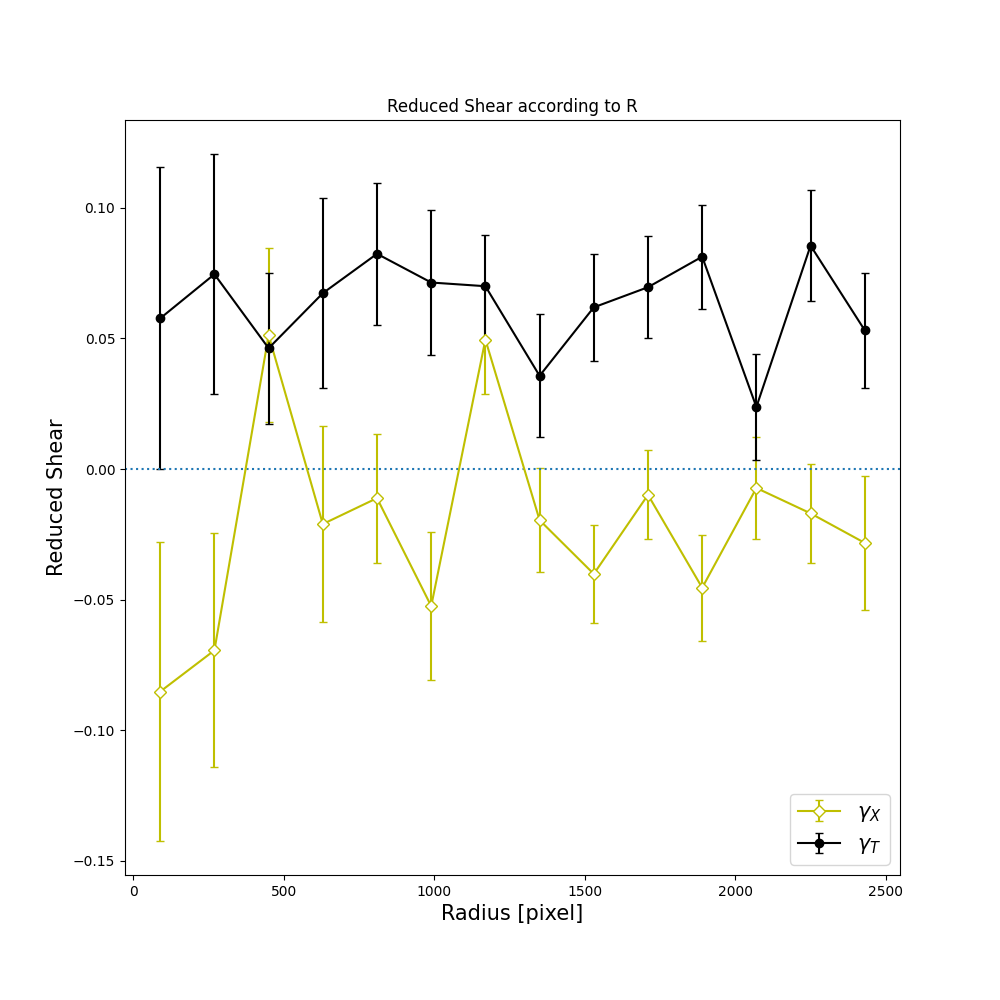 Reduced Shear according to R
0.10
0.05
0.00
−0.05
−0.10
−0.15
Reduced Shear
0 500 1000 1500 2000 2500
Radius [pixel]
γX
γT